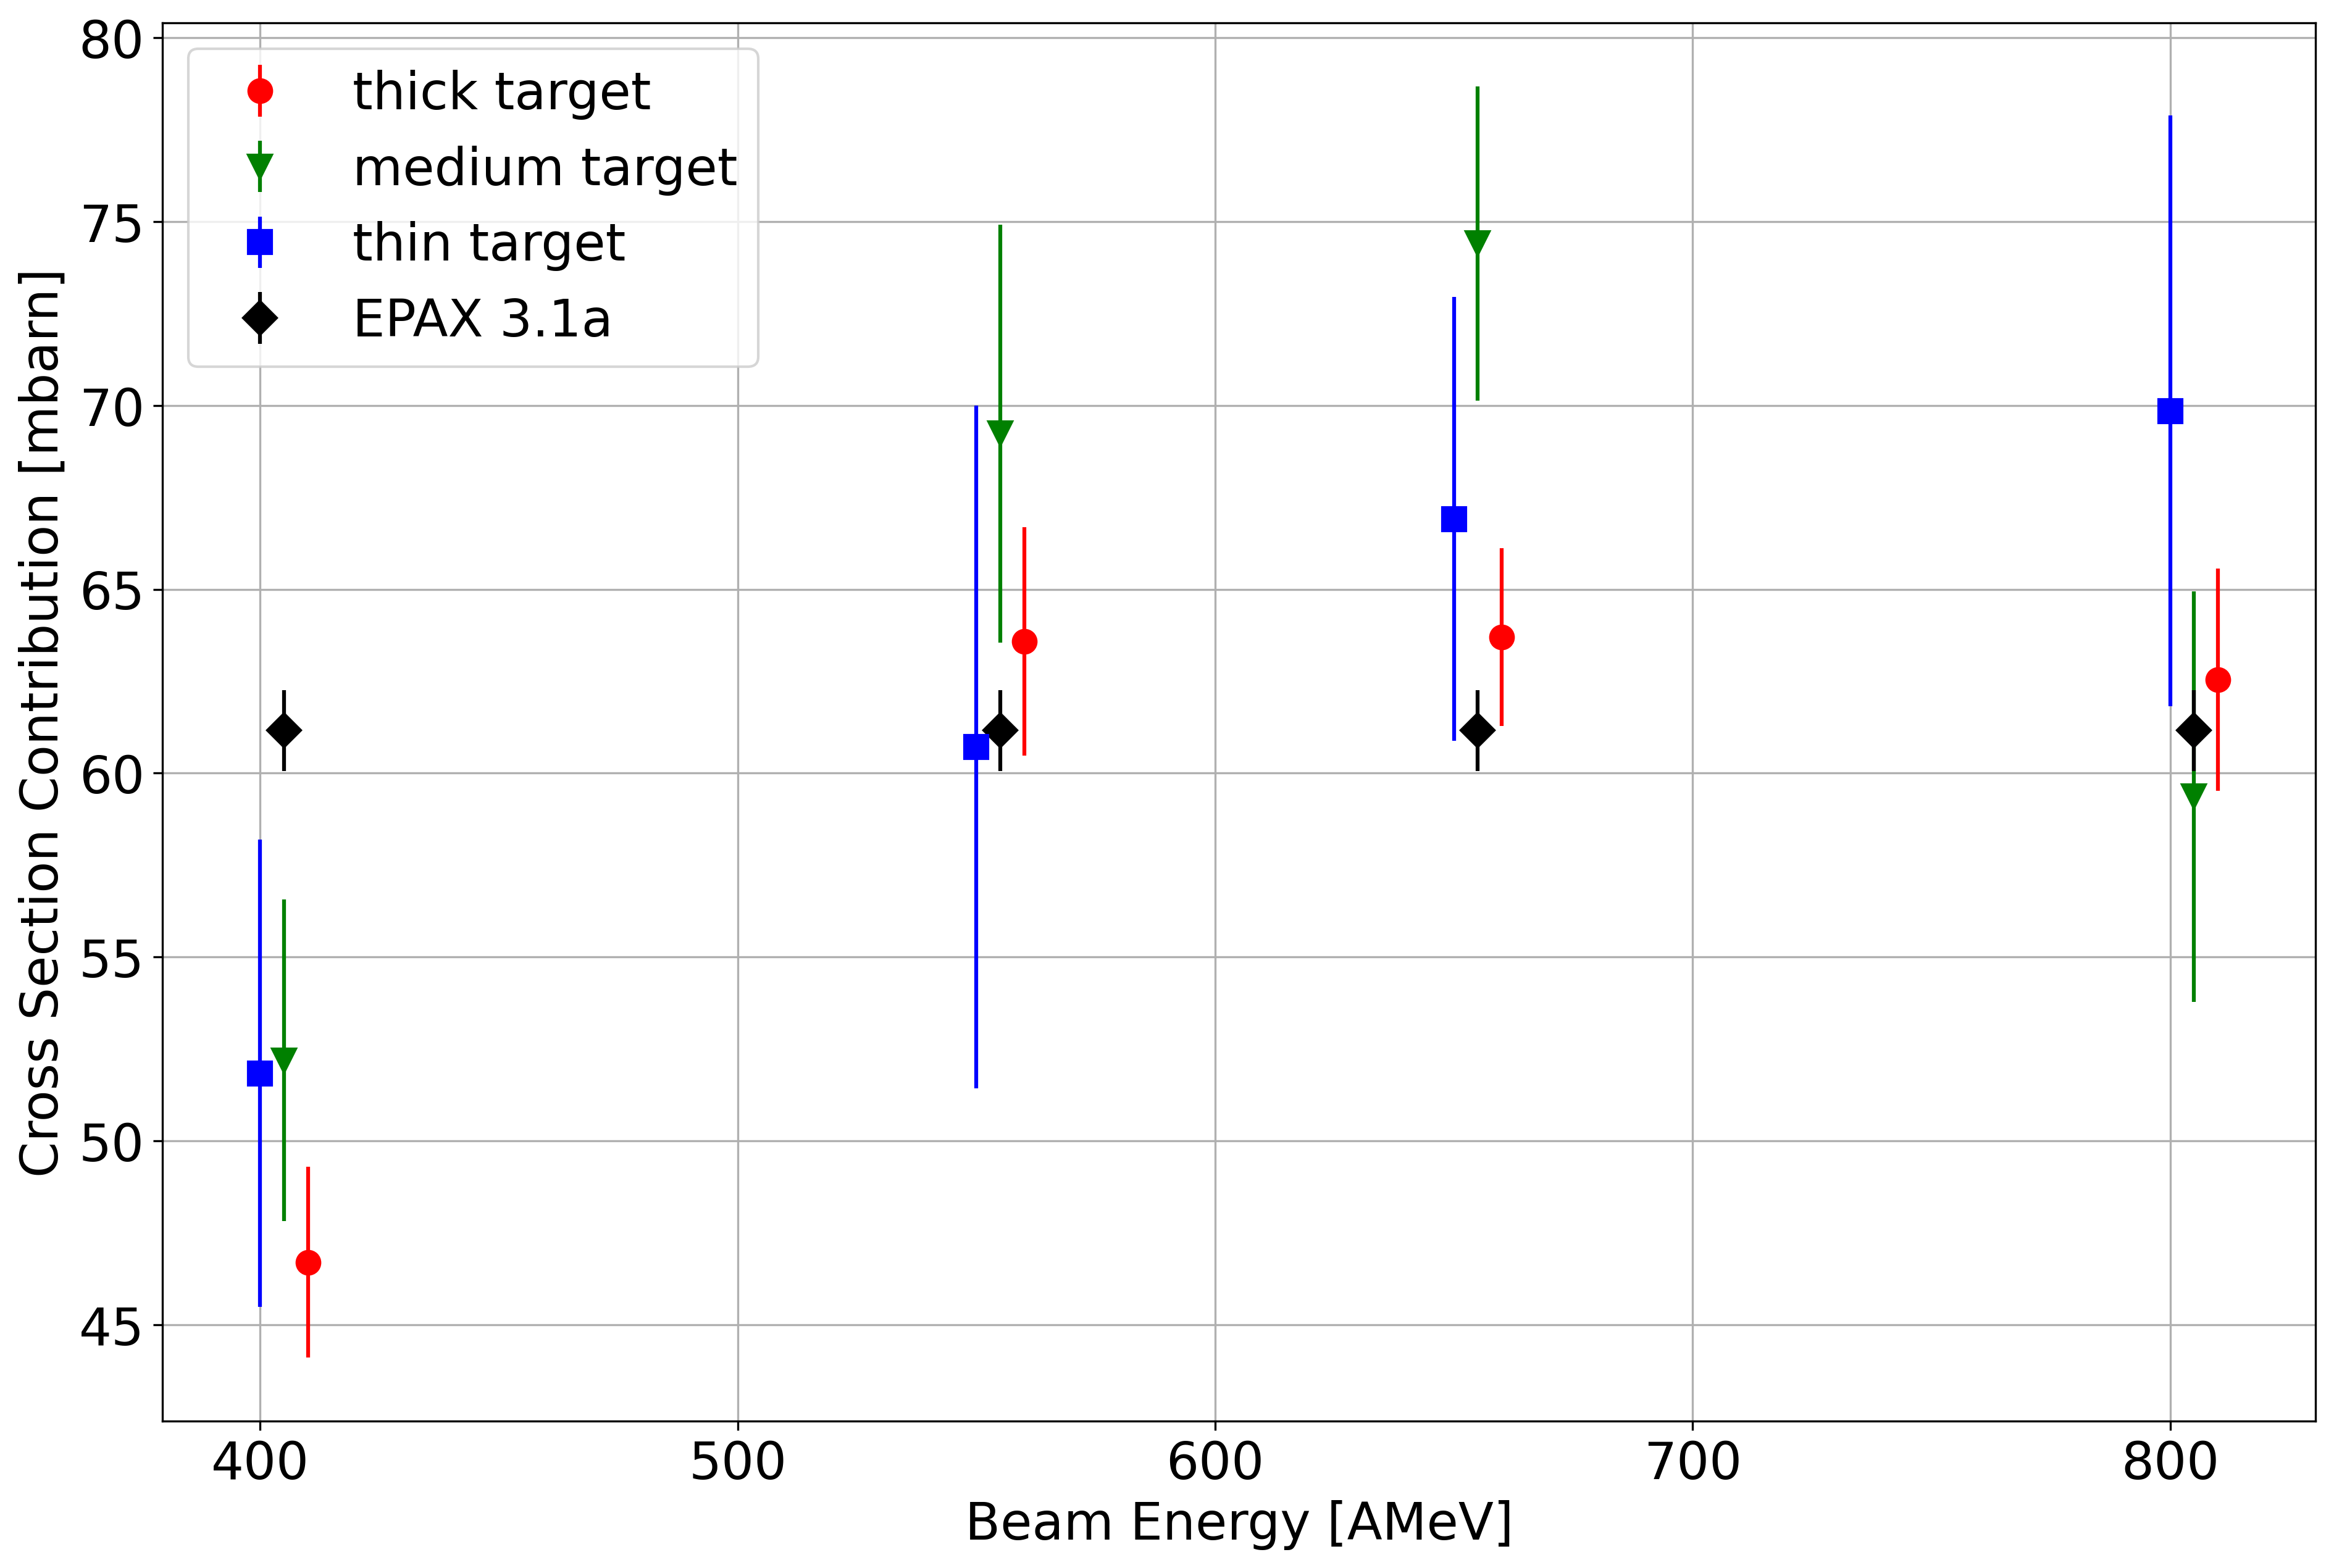 80
75
70
65
60
55
50
45
Cross Section Contribution [mbarn]
thick target
medium target
thin target
EPAX 3.1a
400 500 600 700 800
Beam Energy [AMeV]